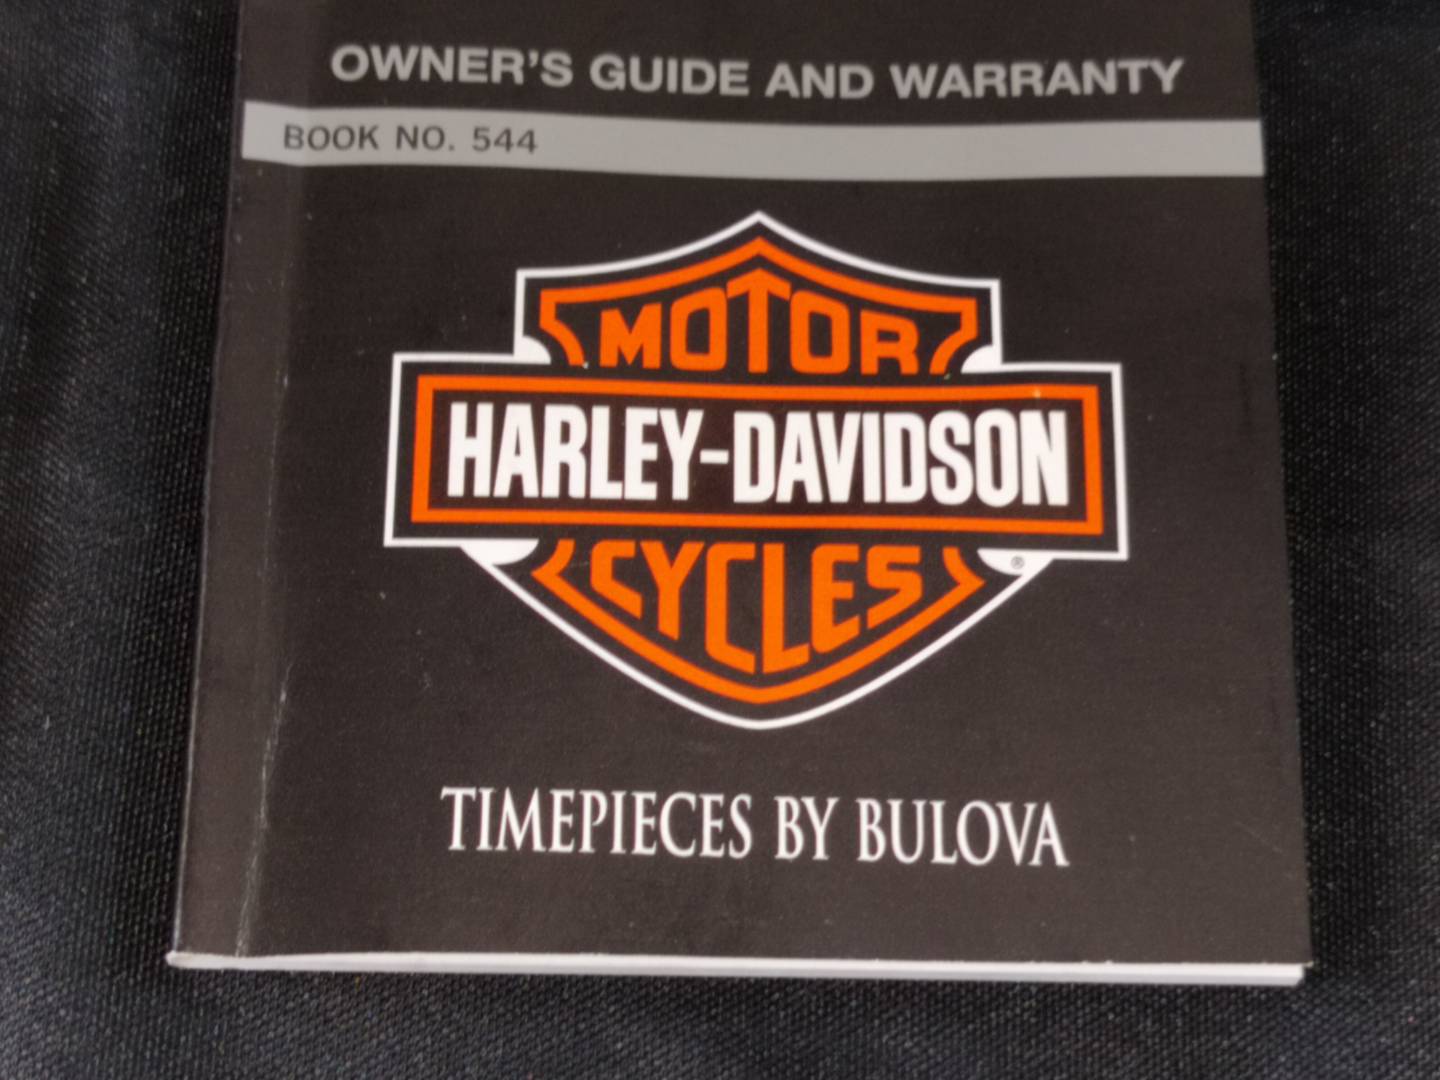 OWNER'S GUIDE AND WARRANTY
BOOK NO. 544
MOTOR
HARLEY-DAVIDSON
CYCLES
®
TIMEPIECES BY BULOVA